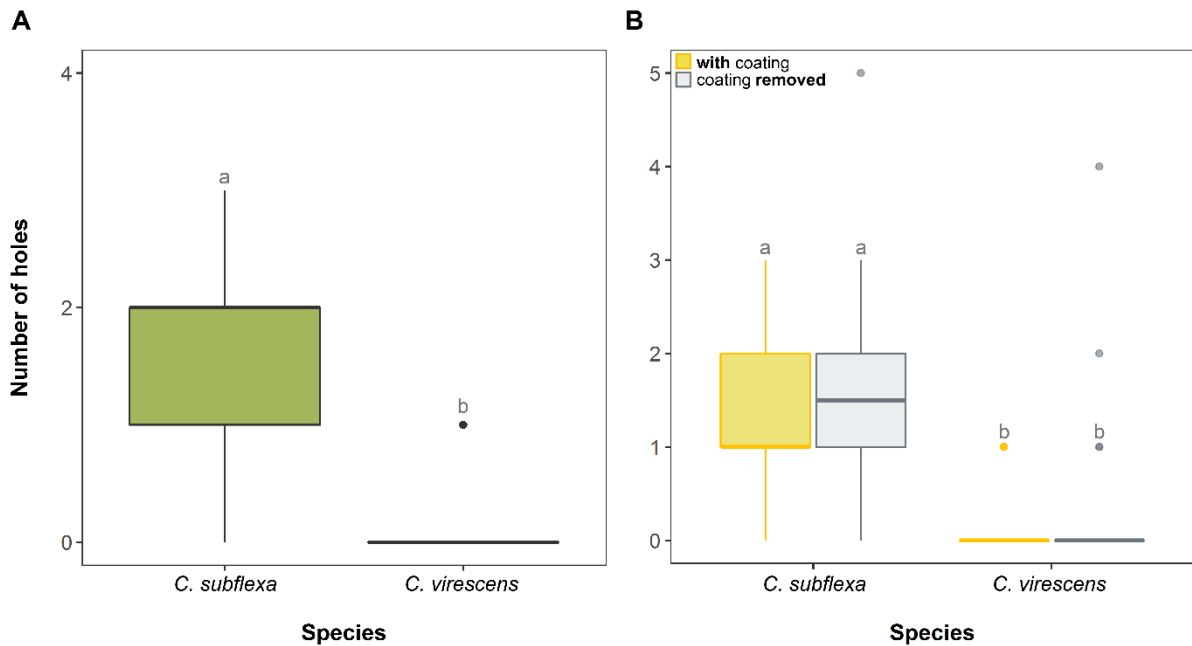 A
B
Number of holes
4
2
0
a
b
C. subflexa
C. virescens
Species
with coating
coating removed
5
4
3
2
1
0
a
a
b
b
C. subflexa
C. virescens
Species